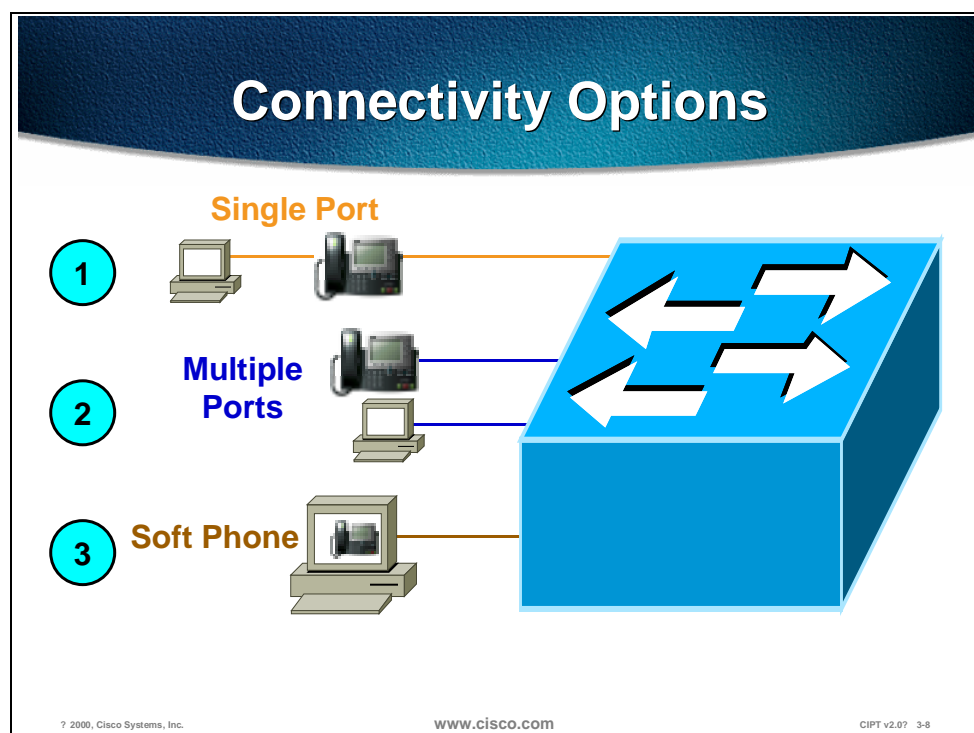 Connectivity Options
Single Port
1
Multiple
Ports
2
Soft Phone
3
? 2000, Cisco Systems, Inc.
www.cisco.com
CIPT v2.0? 3-8